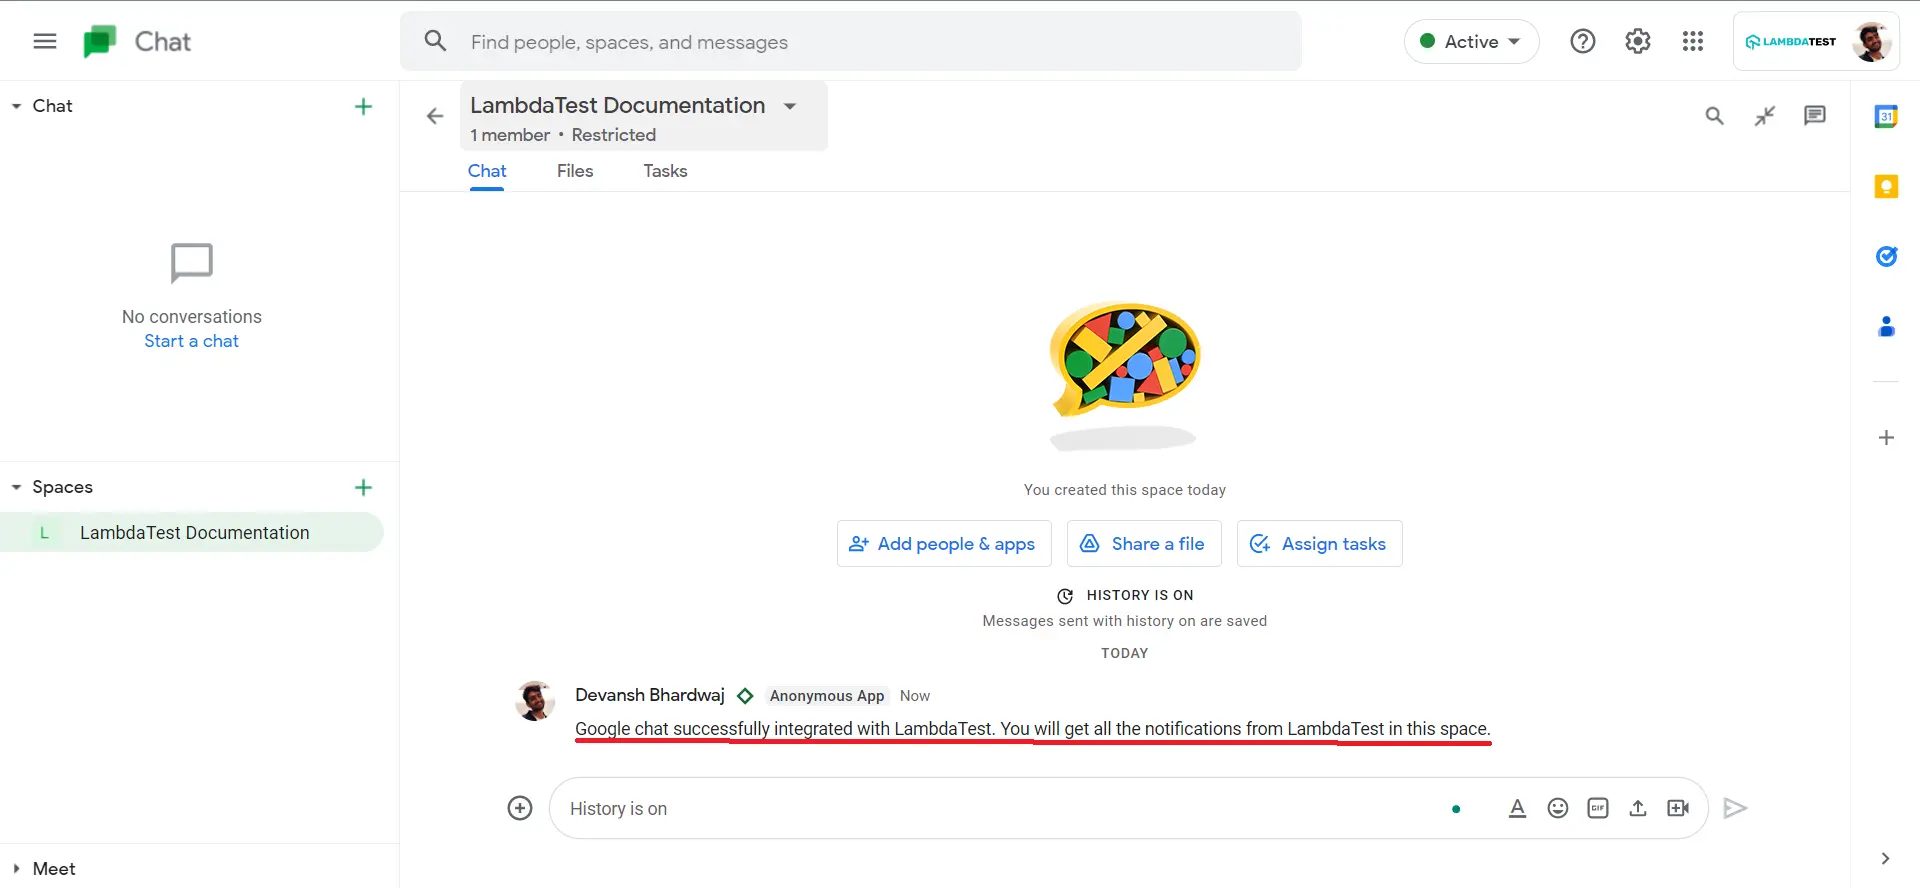 Chat
Find people, spaces, and messages
Active
LAMBDATEST
Chat
No conversations
Start a chat
Spaces
L LambdaTest Documentation
Meet
LambdaTest Documentation
1 member • Restricted
Chat Files Tasks
You created this space today
Add people & apps Share a file Assign tasks
HISTORY IS ON
Messages sent with history on are saved
TODAY
Devansh Bhardwaj Anonymous App Now
Google chat successfully integrated with LambdaTest. You will get all the notifications from LambdaTest in this space.
History is on
GIF
31